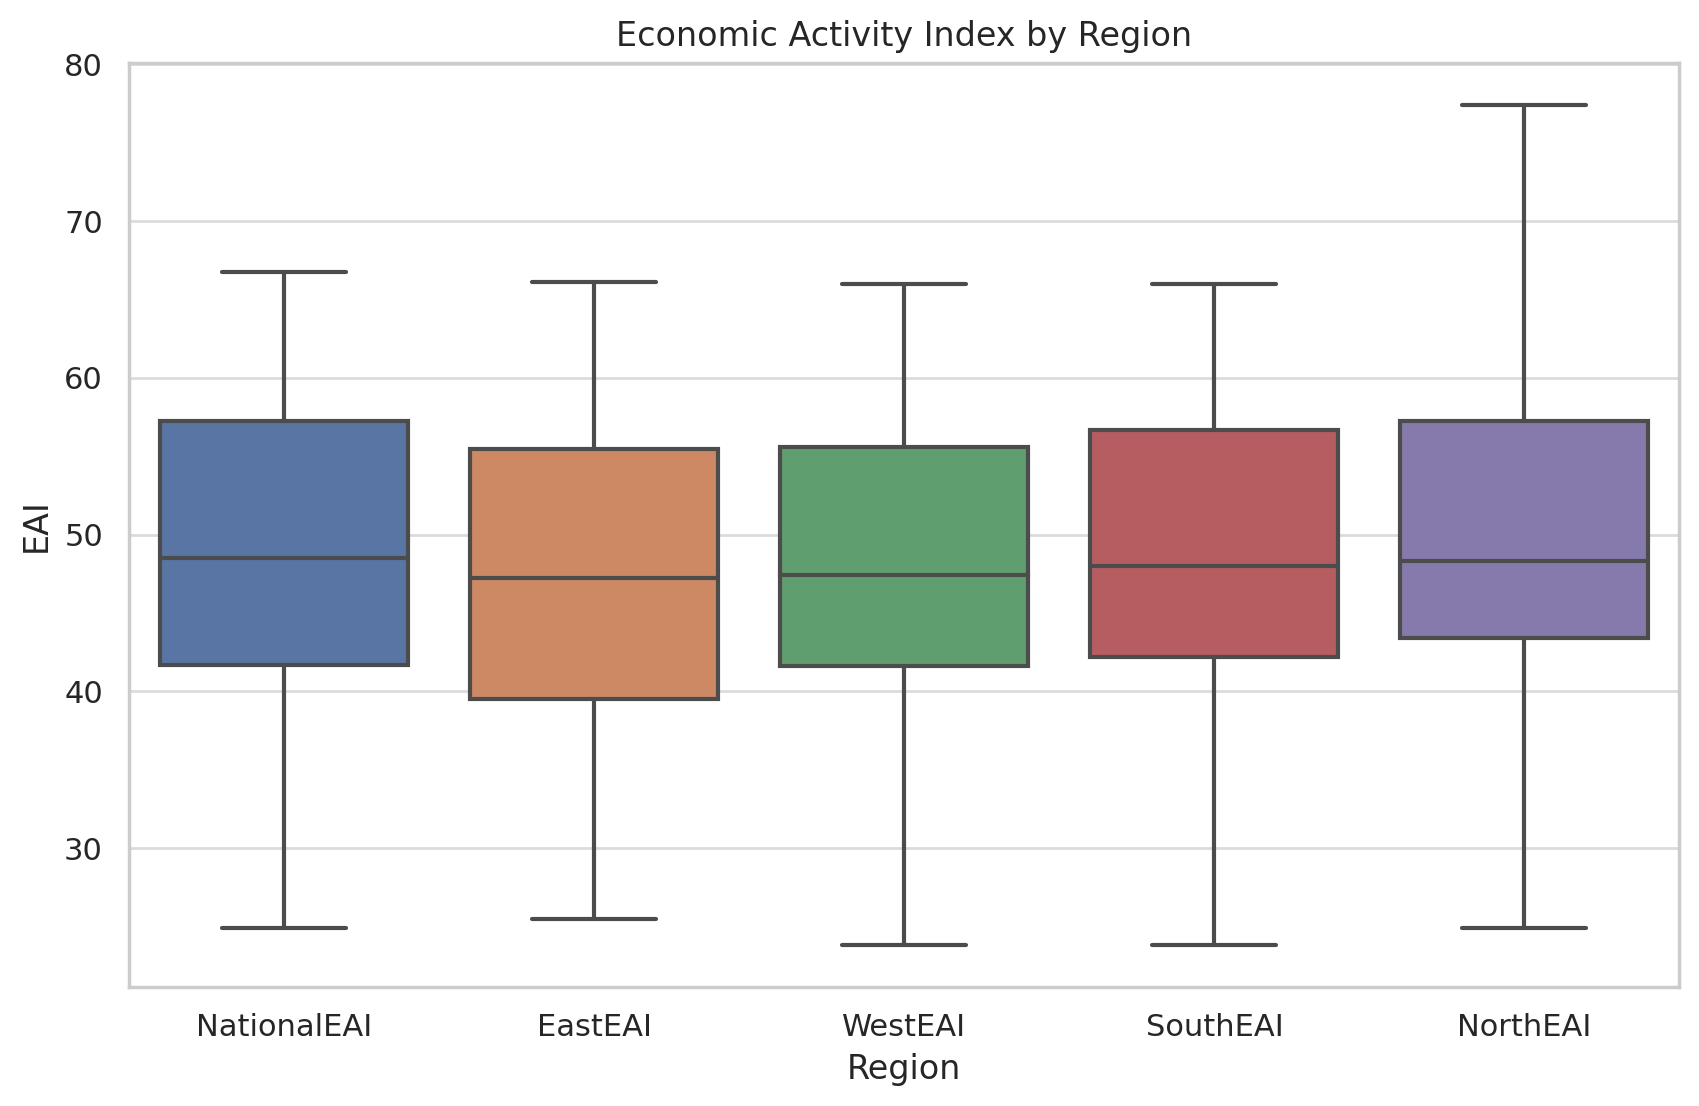 Economic Activity Index by Region
80
70
60
50
40
30
EAI
NationalEAI
EastEAI
WestEAI
SouthEAI
NorthEAI
Region